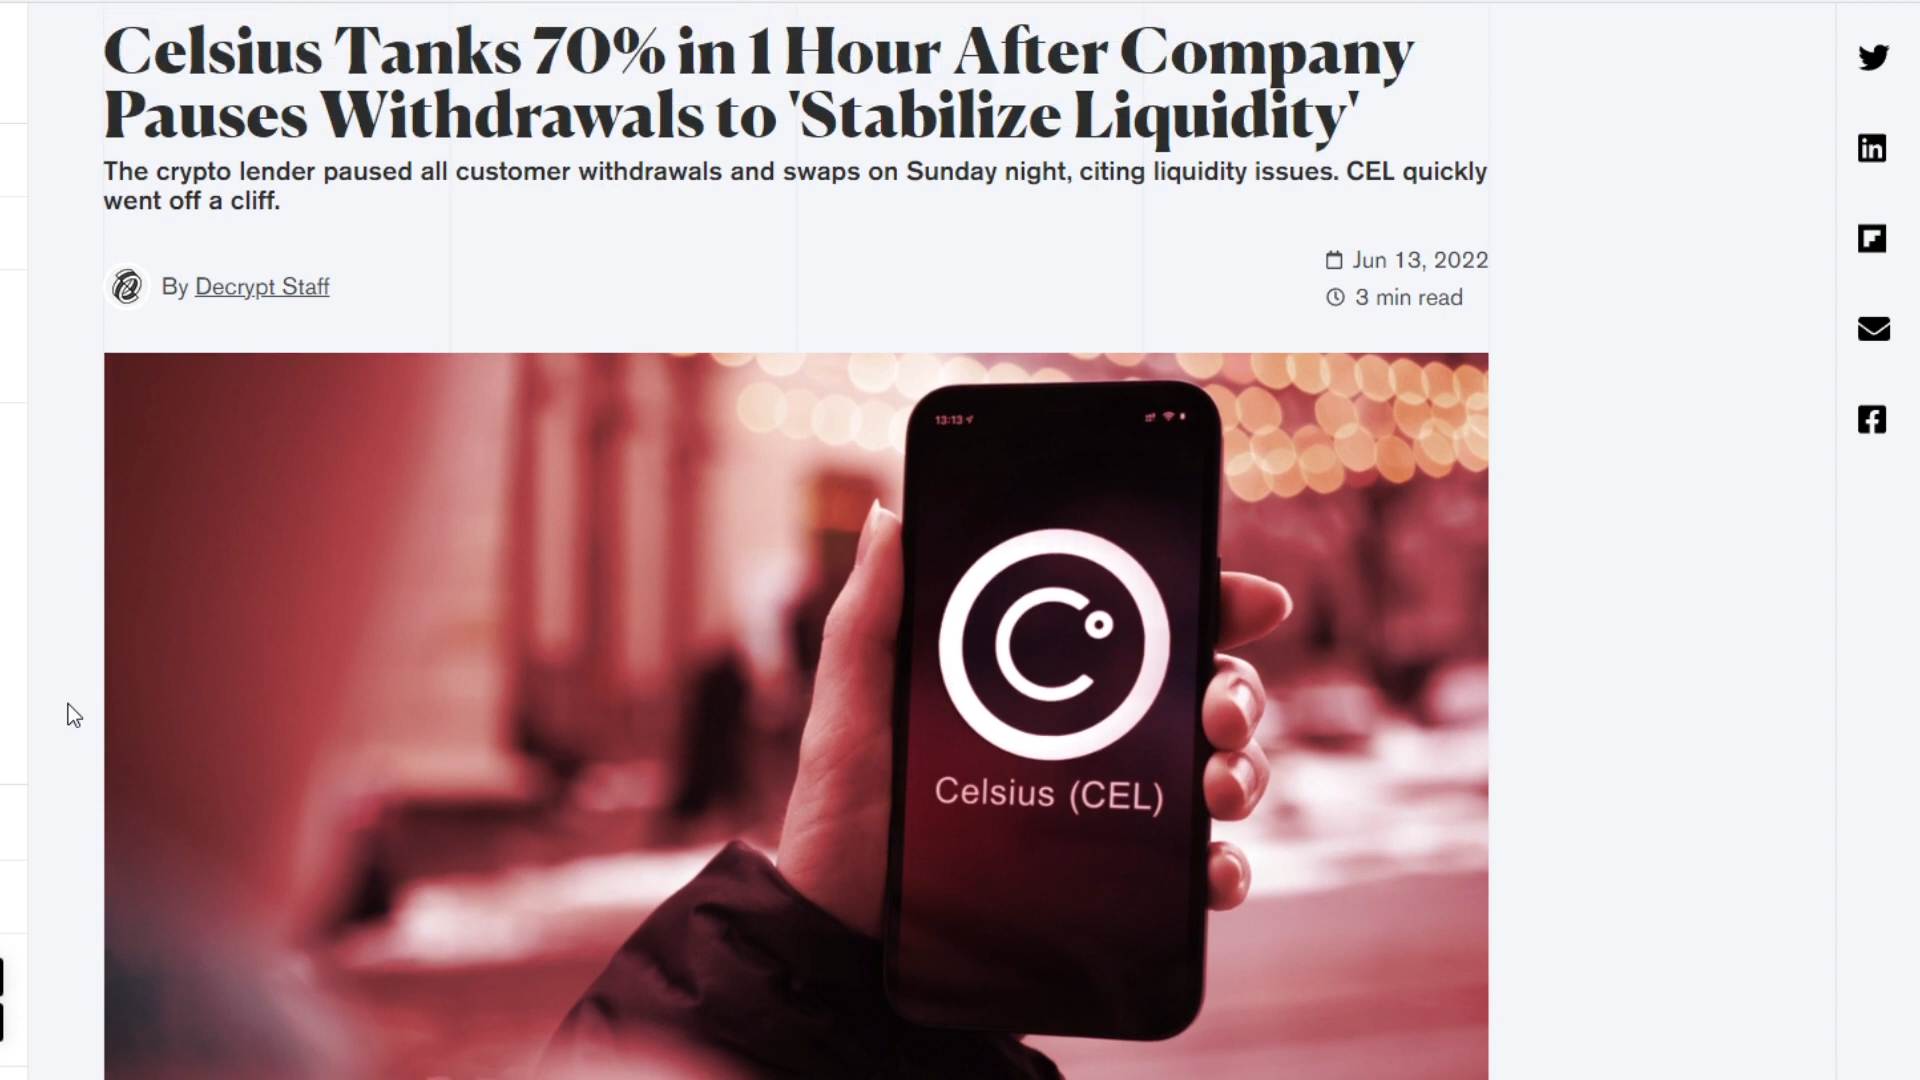 Celsius Tanks 70% in 1 Hour After Company
Pauses Withdrawals to 'Stabilize Liquidity'
The crypto lender paused all customer withdrawals and swaps on Sunday night, citing liquidity issues. CEL quickly
went off a cliff.
By Decrypt Staff
Jun 13, 2022
3 min read
13:13
Celsius (CEL)